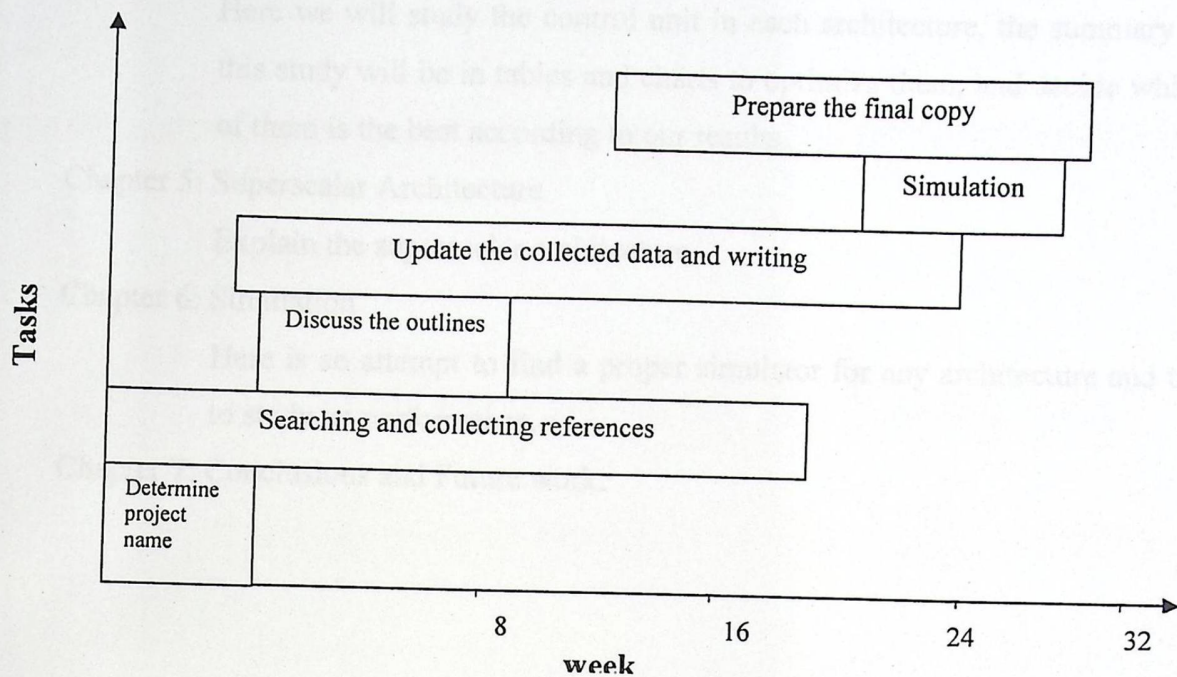 Here we will study the control unit in each architecture, the summary
this study will be in tables and charts to them, and decide
of them is the best according to our results.
Prepare the final copy
Simulation
Chapter 5: Superscalar Architecture
Update the collected data and writing
Explain the
Chapter 6: Simulation
Discuss the outlines
Here is an attempt to find a proper simulator for any architecture and
Searching and collecting references
Conclusions and Future work
Determine
project
name
Tasks
8 16 24 32
week